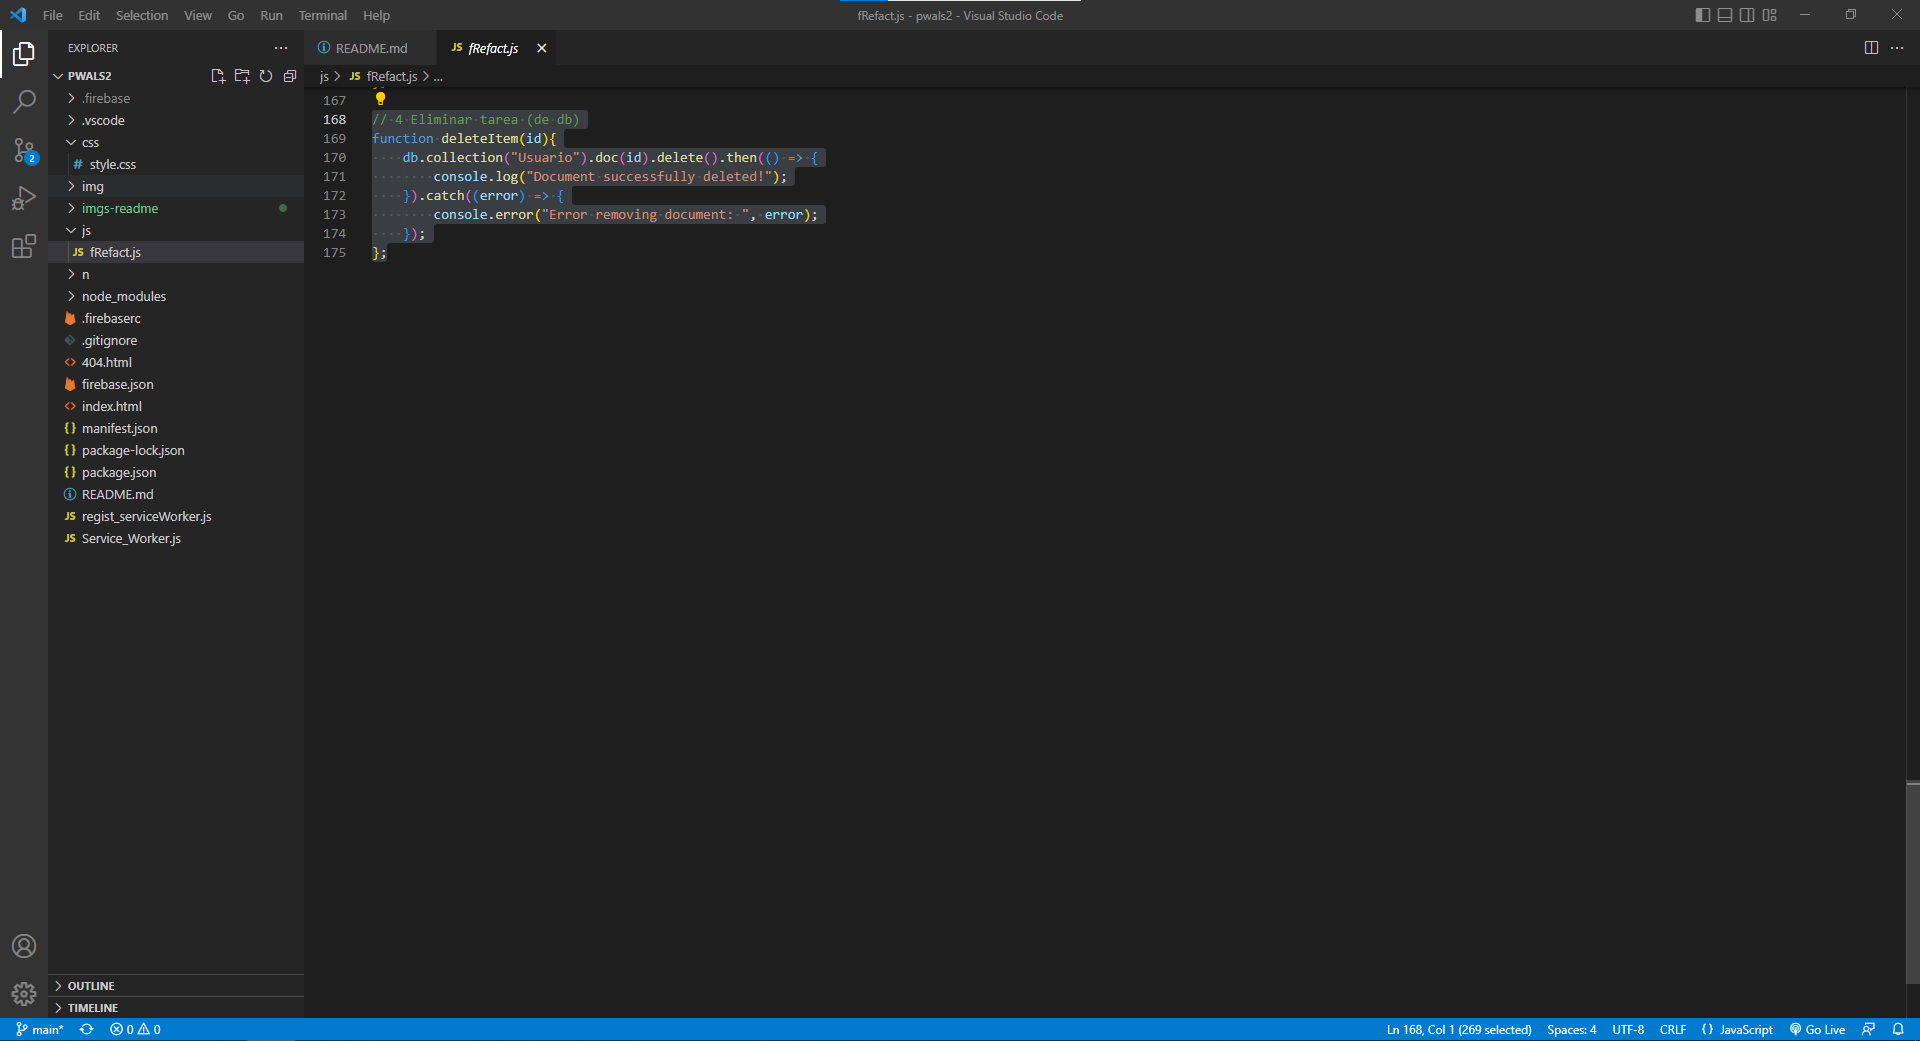 File Edit Selection View Go Run Terminal Help
fRefact.js - pwals2 - Visual Studio Code
EXPLORER
README.md
JS fRefact.js
PWALS2
js > JS fRefact.js > ...
.firebase
.vscode
css
# style.css
img
imgs-readme
js
JS fRefact.js
n
node_modules
.firebaserc
.gitignore
<> 404.html
firebase.json
<> index.html
{} manifest.json
{} package-lock.json
{} package.json
README.md
JS regist_serviceWorker.js
JS Service_Worker.js
2
167
168 // 4 Eliminar tarea (de db)
169 function deleteItem(id){
170 db.collection("Usuario").doc(id).delete().then(() => {
171 console.log("Document successfully deleted!");
172 }).catch((error) => {
173 console.error("Error removing document: ", error);
174 });
175 };
OUTLINE
TIMELINE
main* 0 0 Ln 168, Col 1 (269 selected) Spaces: 4 UTF-8 CRLF {} JavaScript Go Live